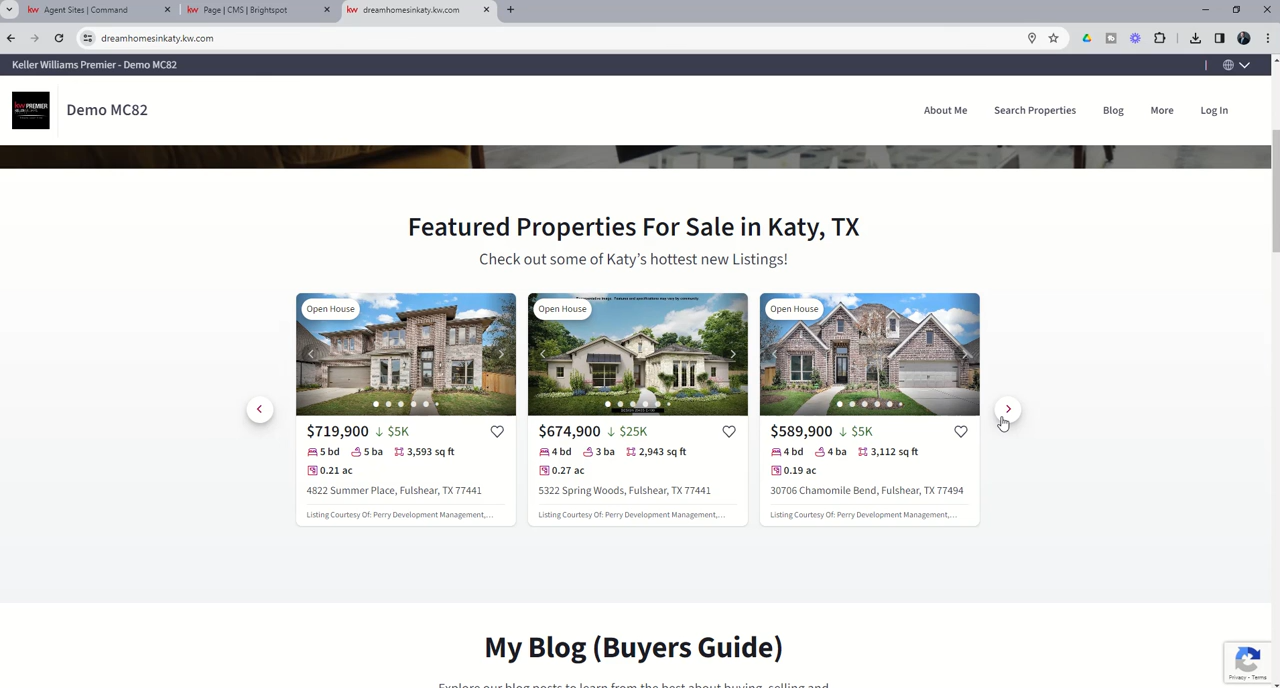 Agent Sites | Command
Page | CMS | Brightspot
dreamhomesinkaty.kw.com
dreamhomesinkaty.kw.com
Keller Williams Premier - Demo MC82
Demo MC82
About Me
Search Properties
Blog
More
Log In
Featured Properties For Sale in Katy, TX
Check out some of Katy's hottest new Listings!
Open House
$719,900 ↓ $5K
5 bd 5 ba 3,593 sq ft
0.21 ac
4822 Summer Place, Fulshear, TX 77441
Listing Courtesy Of: Perry Development Management,...
Open House
$674,900 ↓ $25K
4 bd 3 ba 2,943 sq ft
0.27 ac
5322 Spring Woods, Fulshear, TX 77441
Listing Courtesy Of: Perry Development Management,...
Open House
$589,900 ↓ $5K
4 bd 4 ba 3,112 sq ft
0.19 ac
30706 Chamomile Bend, Fulshear, TX 77494
Listing Courtesy Of: Perry Development Management,...
My Blog (Buyers Guide)
Privacy - Terms